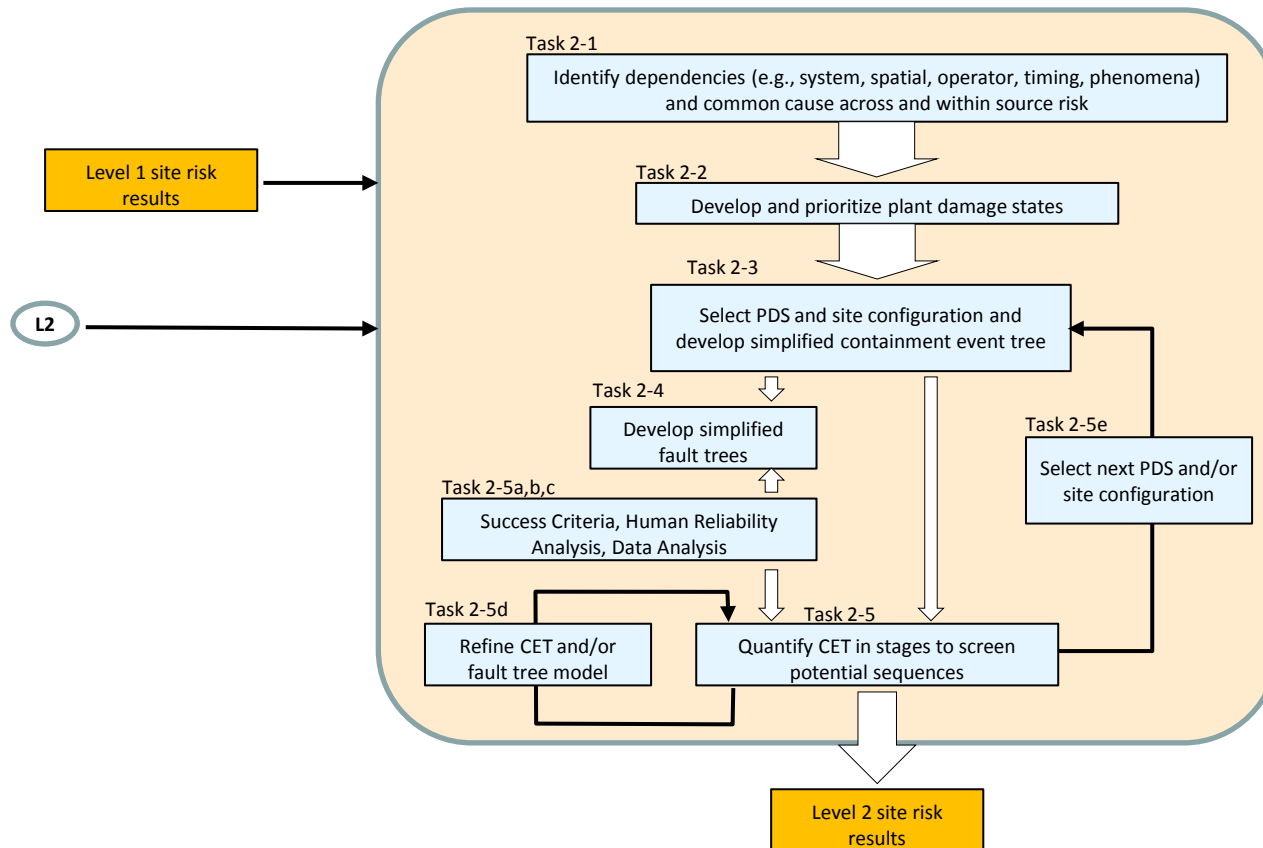 Task 2-1
Identify dependencies (e.g., system, spatial, operator, timing, phenomena)
and common cause across and within source risk
Level 1 site risk
results
Task 2-2
Develop and prioritize plant damage states
Task 2-3
Select PDS and site configuration and
develop simplified containment event tree
L2
Task 2-4
Develop simplified
fault trees
Task 2-5e
Select next PDS and/or
site configuration
Task 2-5a,b,c
Success Criteria, Human Reliability
Analysis, Data Analysis
Task 2-5d
Refine CET and/or
fault tree model
Task 2-5
Quantify CET in stages to screen
potential sequences
Level 2 site risk
results